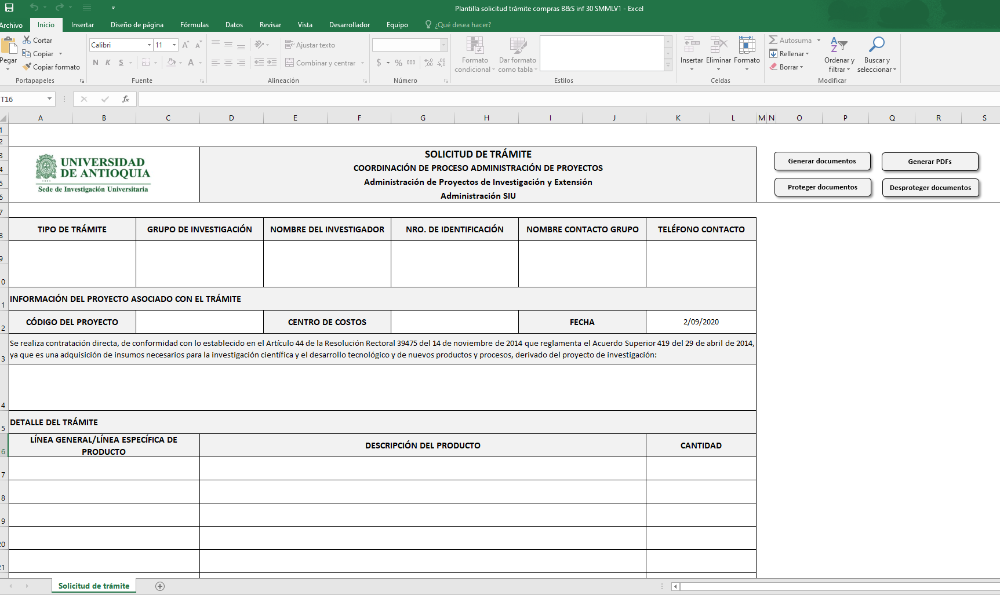 Plantilla solicitud trámite compras B&S inf 30 SMMLV1 - Excel
Archivo Inicio Insertar Diseño de página Fórmulas Datos Revisar Vista Desarrollador Equipo ¿Qué desea hacer?
Pegar
Cortar
Copiar
Copiar formato
Portapapeles
Calibri 11
N K S A
Fuente
Ajustar texto
Combinar y centrar
Alineación
$ % 000
Número
Formato condicional
Dar formato como tabla
Estilos
Insertar Eliminar Formato
Celdas
Autosuma
Rellenar
Borrar
Ordenar y filtrar
Buscar y seleccionar
Modificar
T16 fx
A B C D E F G H I J K L M N O P Q R S
UNIVERSIDAD
DE ANTIOQUIA
1803
Sede de Investigación Universitaria
SOLICITUD DE TRÁMITE
COORDINACIÓN DE PROCESO ADMINISTRACIÓN DE PROYECTOS
Administración de Proyectos de Investigación y Extensión
Administración SIU
Generar documentos Generar PDFs
Proteger documentos Desproteger documentos
TIPO DE TRÁMITE GRUPO DE INVESTIGACIÓN NOMBRE DEL INVESTIGADOR NRO. DE IDENTIFICACIÓN NOMBRE CONTACTO GRUPO TELÉFONO CONTACTO
INFORMACIÓN DEL PROYECTO ASOCIADO CON EL TRÁMITE
CÓDIGO DEL PROYECTO CENTRO DE COSTOS FECHA 2/09/2020
Se realiza contratación directa, de conformidad con lo establecido en el Artículo 44 de la Resolución Rectoral 39475 del 14 de noviembre de 2014 que reglamenta el Acuerdo Superior 419 del 29 de abril de 2014,
ya que es una adquisición de insumos necesarios para la investigación científica y el desarrollo tecnológico y de nuevos productos y procesos, derivado del proyecto de investigación:
DETALLE DEL TRÁMITE
LÍNEA GENERAL/LÍNEA ESPECÍFICA DE
PRODUCTO
DESCRIPCIÓN DEL PRODUCTO
CANTIDAD
Solicitud de trámite